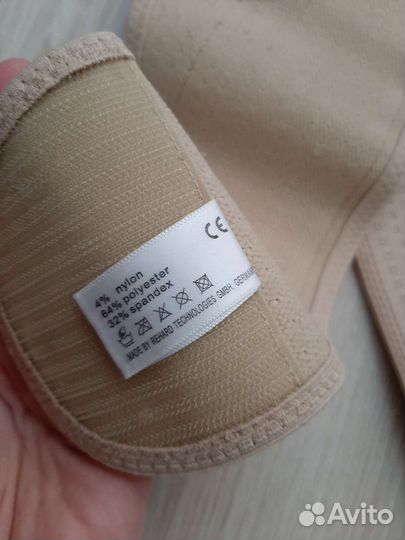 CE
4% nylon
64% polyester
32% spandex
MADE BY REHARD TECHNOLOGIES GMBH, GERMANY
Avito